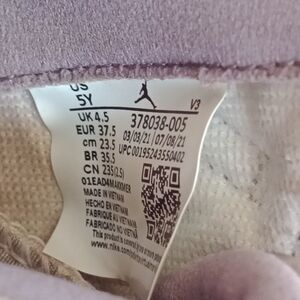 US
5Y
V3
UK 4.5
378038-005
EUR 37.5
03/03/21 07/08/21
cm 23.5
UPC 00195243550402
BR 35.5
CN 235(2.5)
01EAD4MAKMER
MADE IN VIETNAM
HECHO EN VIETNAM
FABRIQUÉ AU VIETNAM
FABRICADO NO VIETNÃ